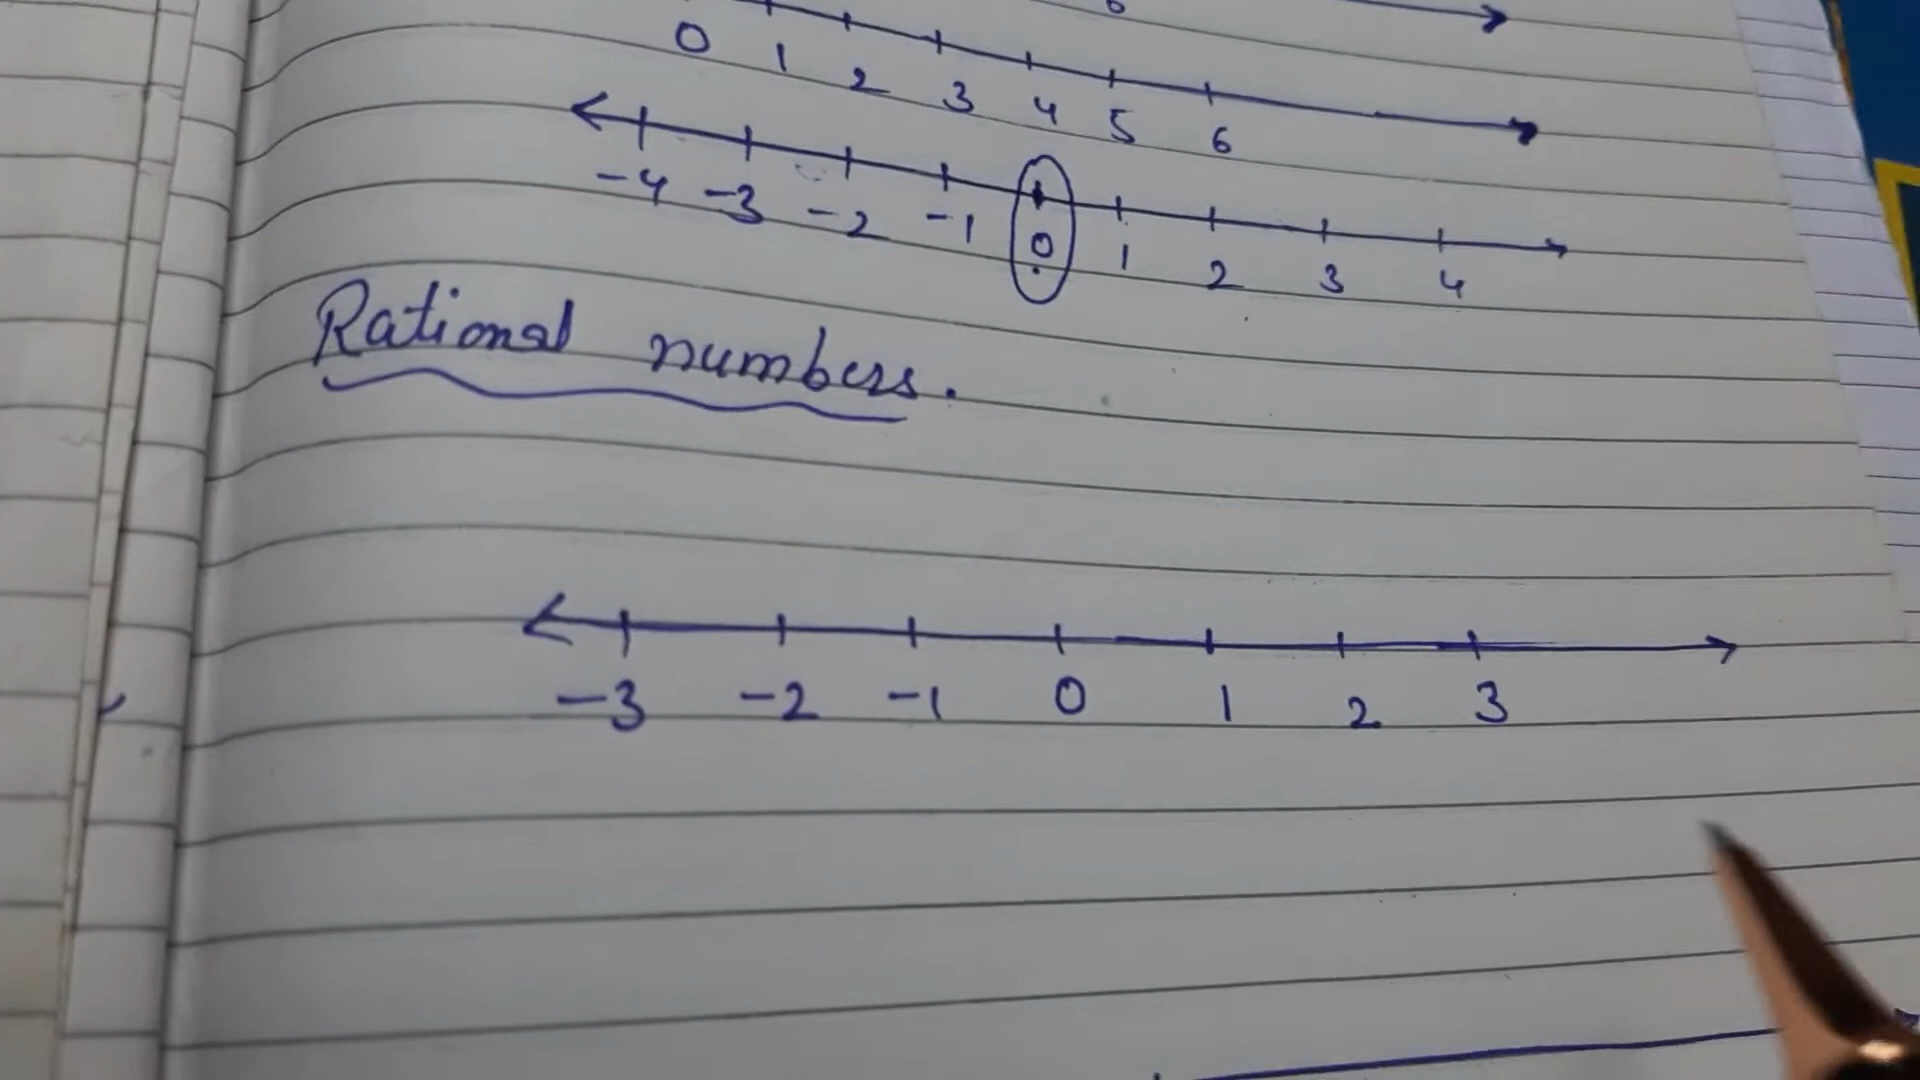 0 1 2 3 4 5 6
-4 -3 -2 -1 0 1 2 3 4
Rational numbers.
-3 -2 -1 0 1 2 3